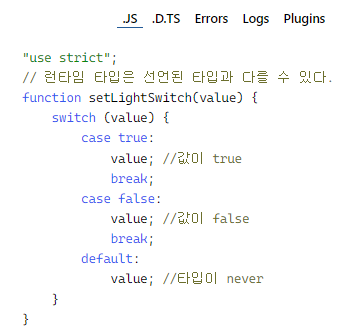 .JS .D.TS Errors Logs Plugins
"use strict";
// 런타임 타입은 선언된 타입과 다를 수 있다.
function setLightSwitch(value) {
    switch (value) {
        case true:
            value; //값이 true
            break;
        case false:
            value; //값이 false
            break;
        default:
            value; //타입이 never
    }
}